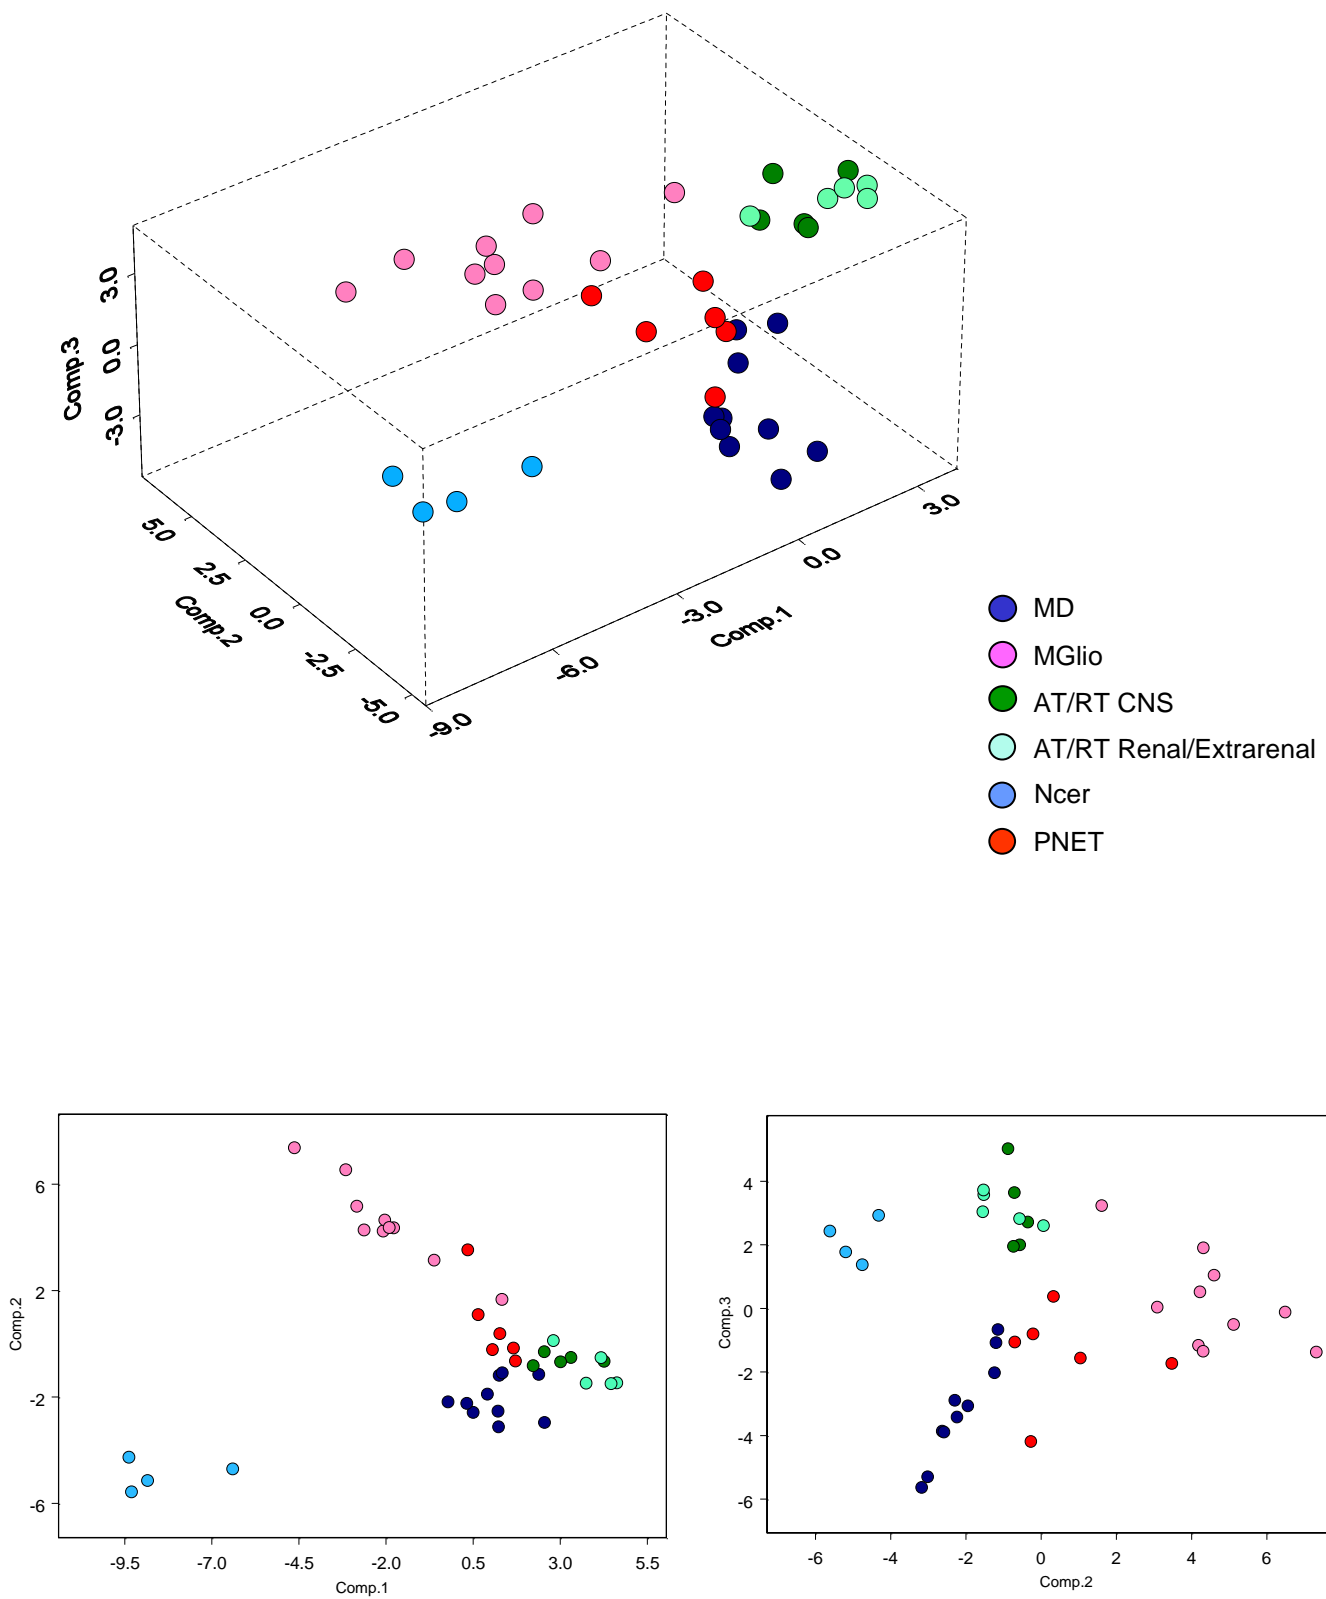 3.0
0.0
-3.0
Comp.3
5.0
2.5
0.0
-2.5
-5.0
Comp.2
-9.0
-6.0
-3.0
0.0
3.0
Comp.1
MD
MGlio
AT/RT CNS
AT/RT Renal/Extrarenal
Ncer
PNET
6
2
-2
-6
Comp.2
-9.5 -7.0 -4.5 -2.0 0.5 3.0 5.5
Comp.1
4
2
0
-2
-4
-6
Comp.3
-6 -4 -2 0 2 4 6
Comp.2